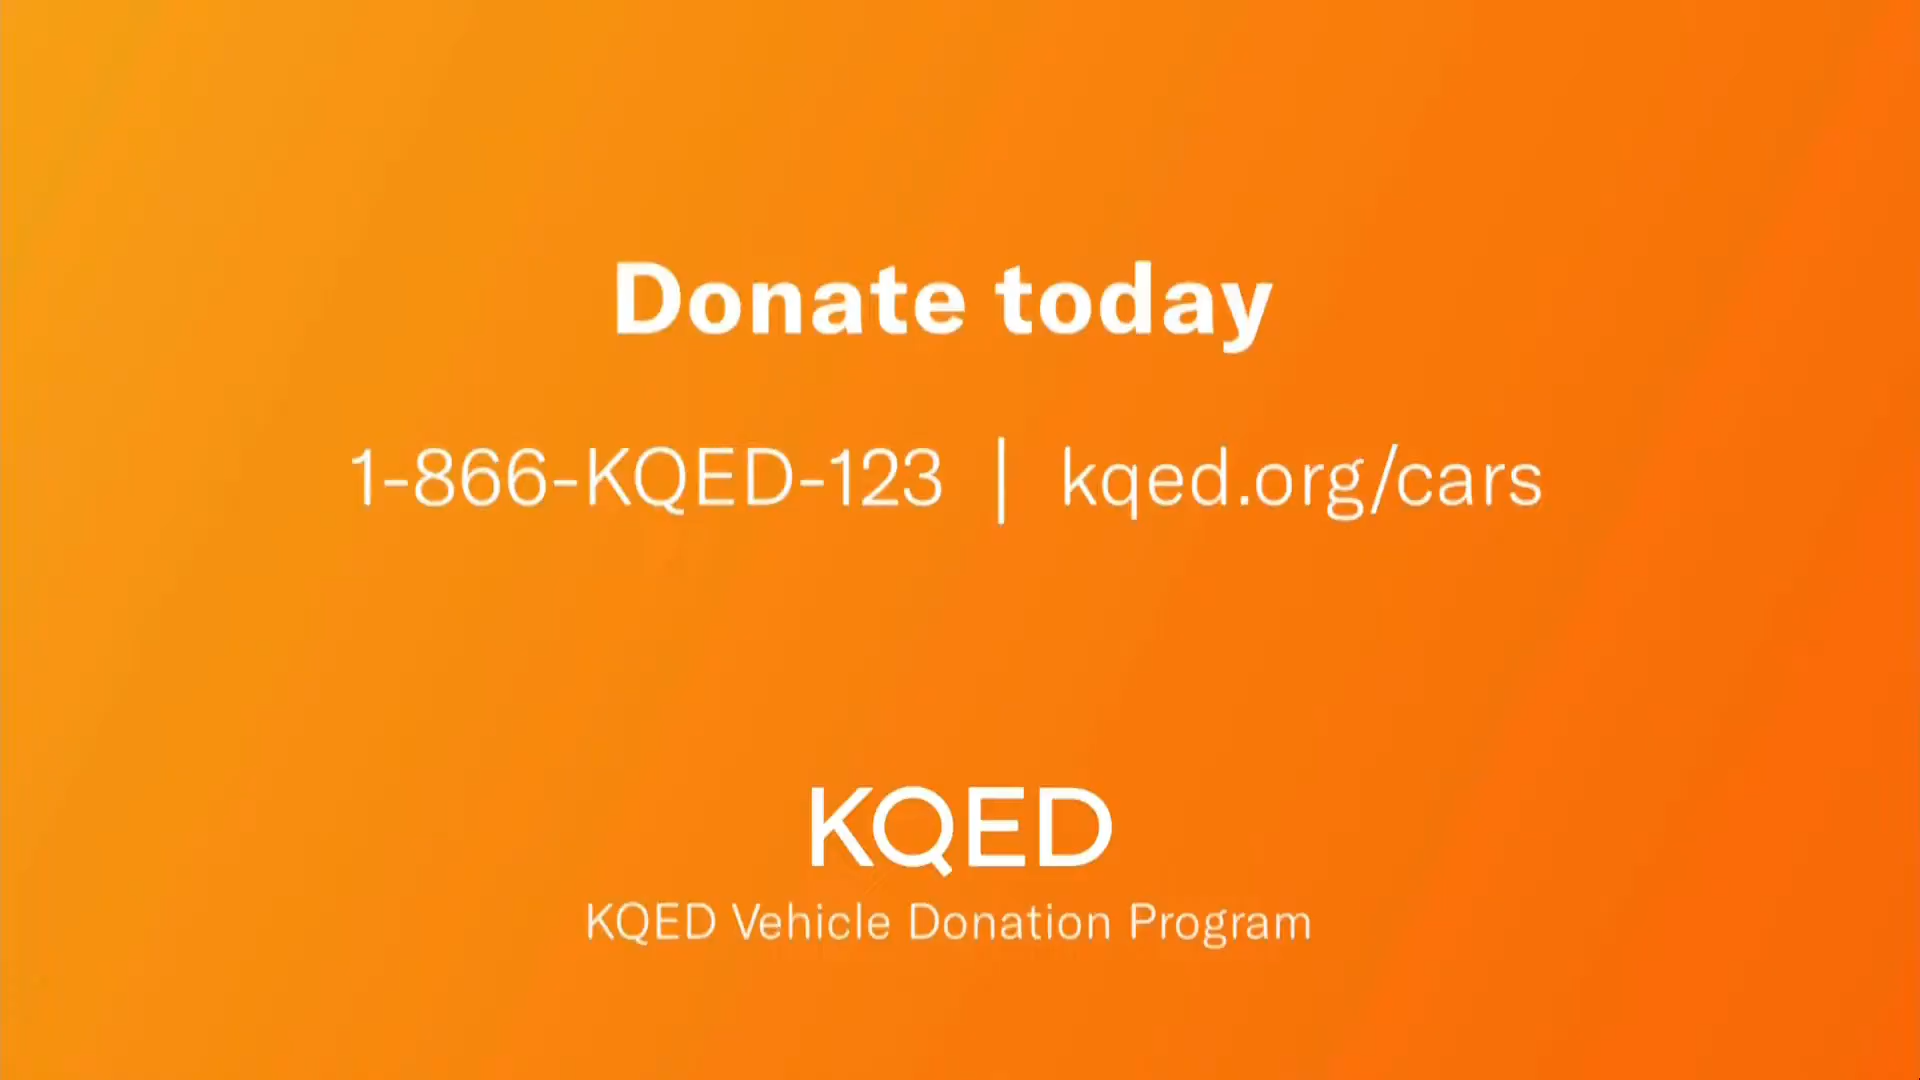 Donate today
1-866-KQED-123 | kqed.org/cars
KQED
KQED Vehicle Donation Program